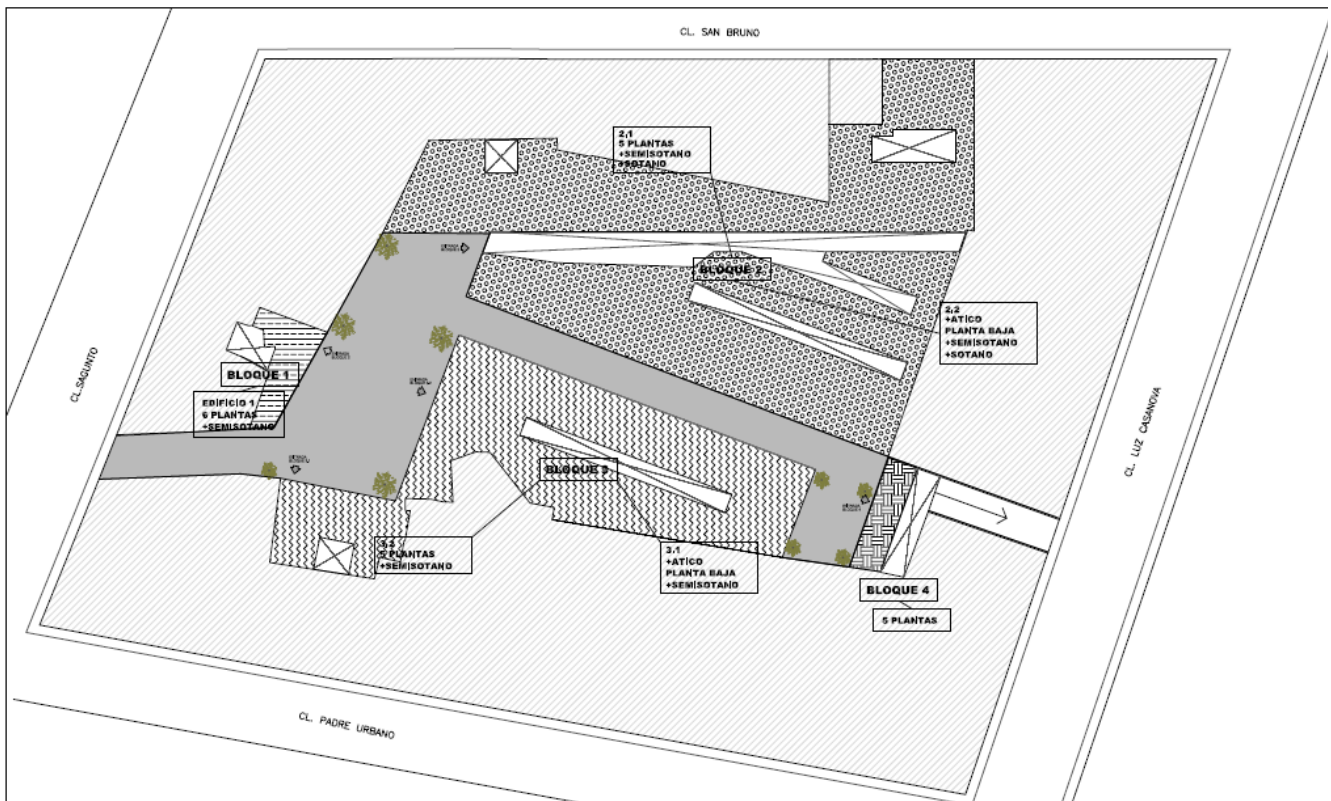 CL. SAN BRUNO
2,1
5 PLANTAS
+SEMISOTANO
+SOTANO
BLOQUE 2
2,2
+ATICO
PLANTA BAJA
+SEMISOTANO
+SOTANO
CL.SAGUNTO
BLOQUE 1
EDIFICIO 1
6 PLANTAS
+SEMISOTANO
CL. LUZ CASANOVA
BLOQUE 3
3,2
5 PLANTAS
+SEMISOTANO
3.1
+ATICO
PLANTA BAJA
+SEMISOTANO
BLOQUE 4
5 PLANTAS
CL. PADRE URBANO